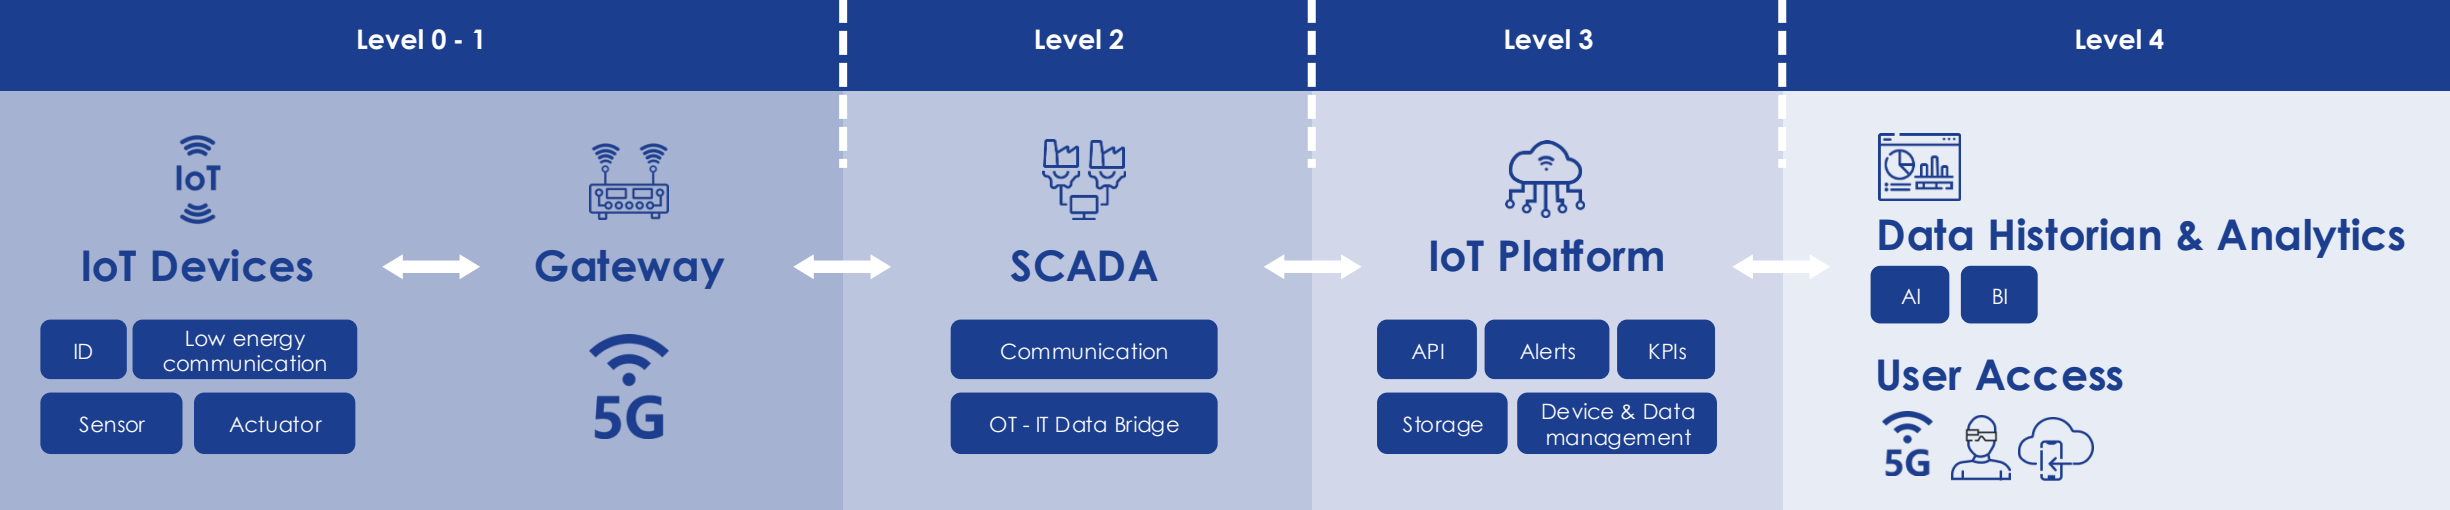 Level 0 - 1
Level 2
Level 3
Level 4
IoT
IoT Devices
ID
Low energy
communication
Sensor
Actuator
Gateway
5G
SCADA
Communication
OT - IT Data Bridge
IoT Platform
API
Alerts
KPIs
Storage
Device & Data
management
Data Historian & Analytics
AI
BI
User Access
5G